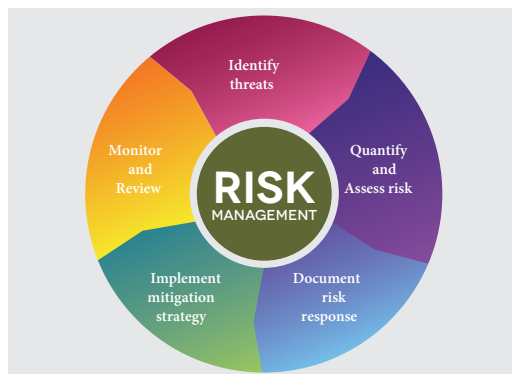 Identify
threats
Quantify
and
Assess risk
Document
risk
response
Implement
mitigation
strategy
Monitor
and
Review
RISK
MANAGEMENT